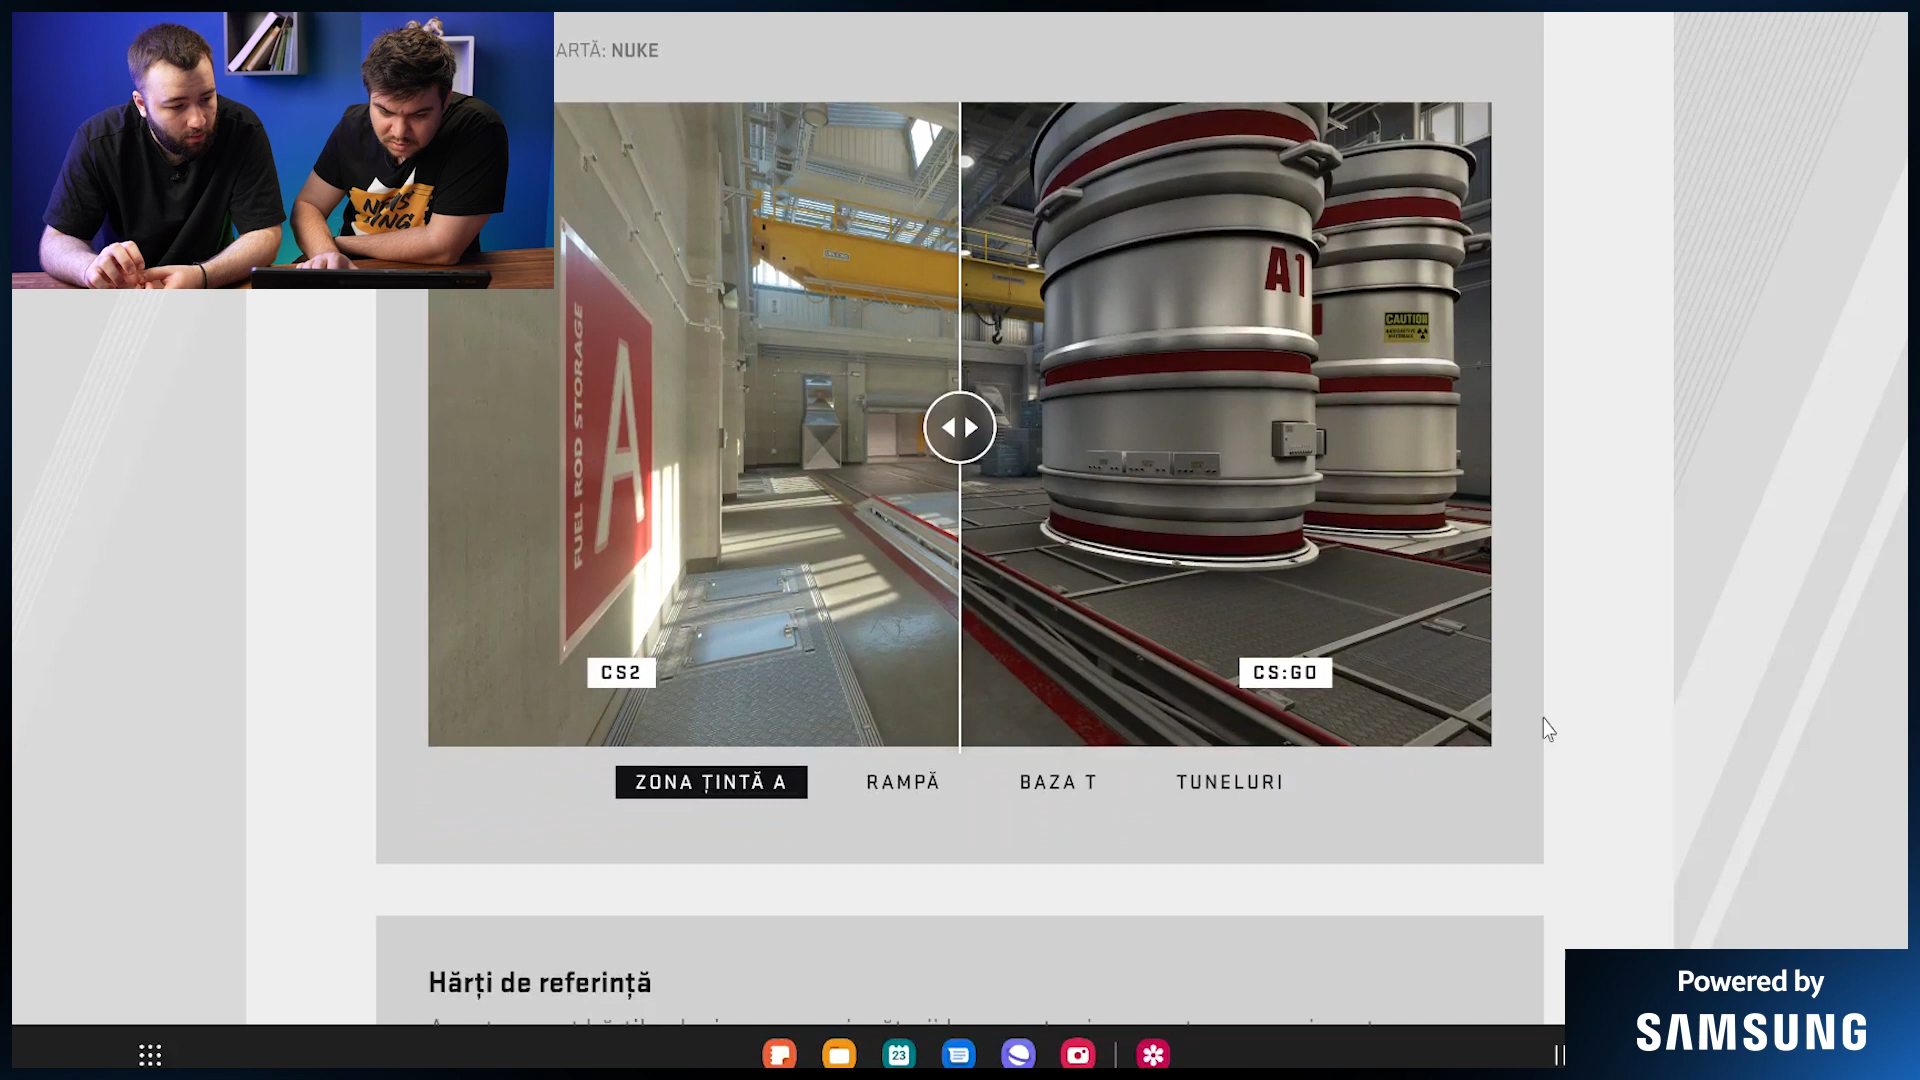 ARTĂ: NUKE
FUEL ROD STORAGE
A
A1
CAUTION
CS2
CS:GO
ZONA ȚINTĂ A
RAMPĂ
BAZA T
TUNELURI
Hărți de referință
23
Powered by
SAMSUNG